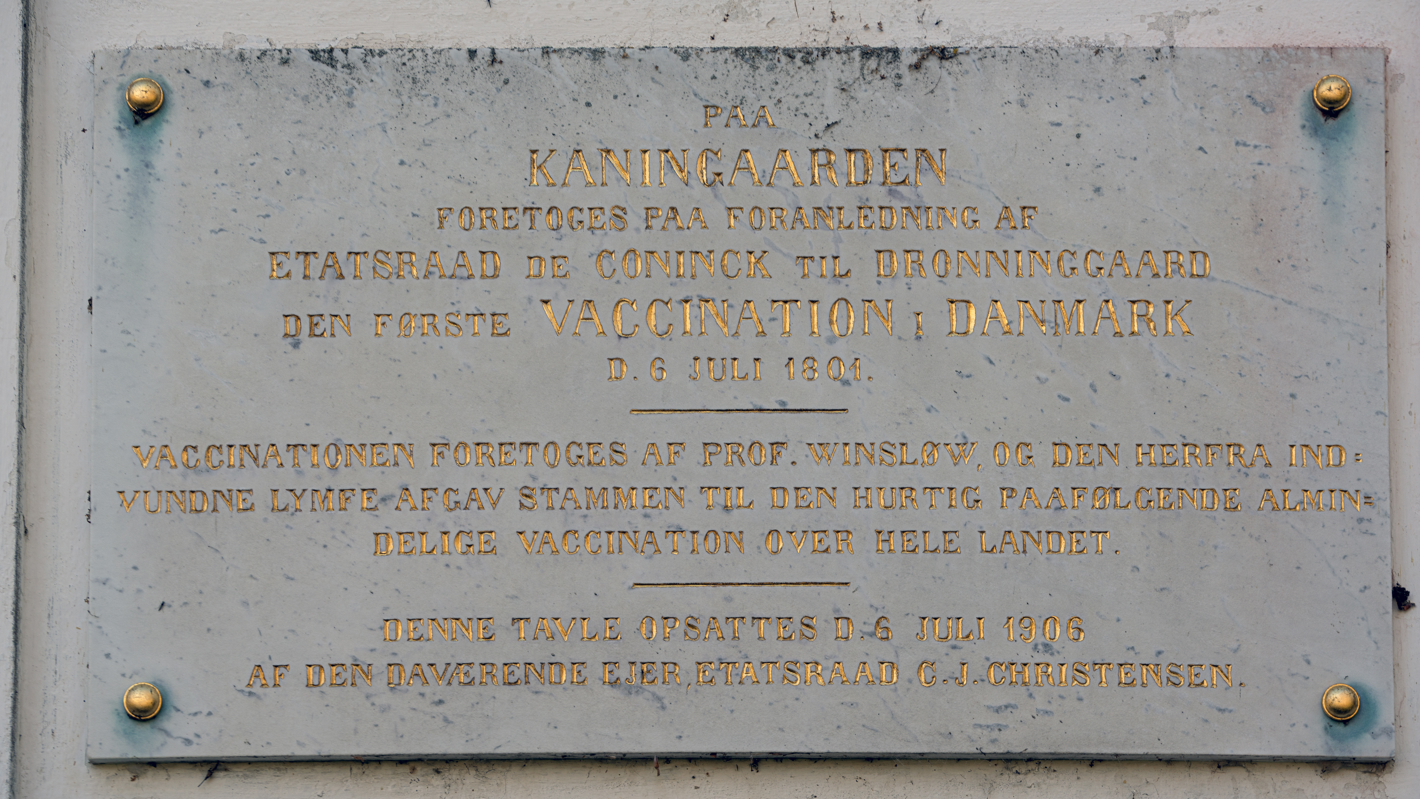 PAA
KANINGAARDEN
FORETOGES PAA FORANLEDNING AF
ETATSRAAD DE CONINCK TIL DRONNINGGAARD
DEN FØRSTE VACCINATION I DANMARK
D. 6 JULI 1801.
VACCINATIONEN FORETOGES AF PROF. WINSLØW, OG DEN HERFRA IND=
VUNDNE LYMFE AFGAV STAMMEN TIL DEN HURTIG PAAFØLGENDE ALMIN=
DELIGE VACCINATION OVER HELE LANDET.
DENNE TAVLE OPSATTES D. 6 JULI 1906
AF DEN DAVÆRENDE EJER, ETATSRAAD C. J. CHRISTENSEN.